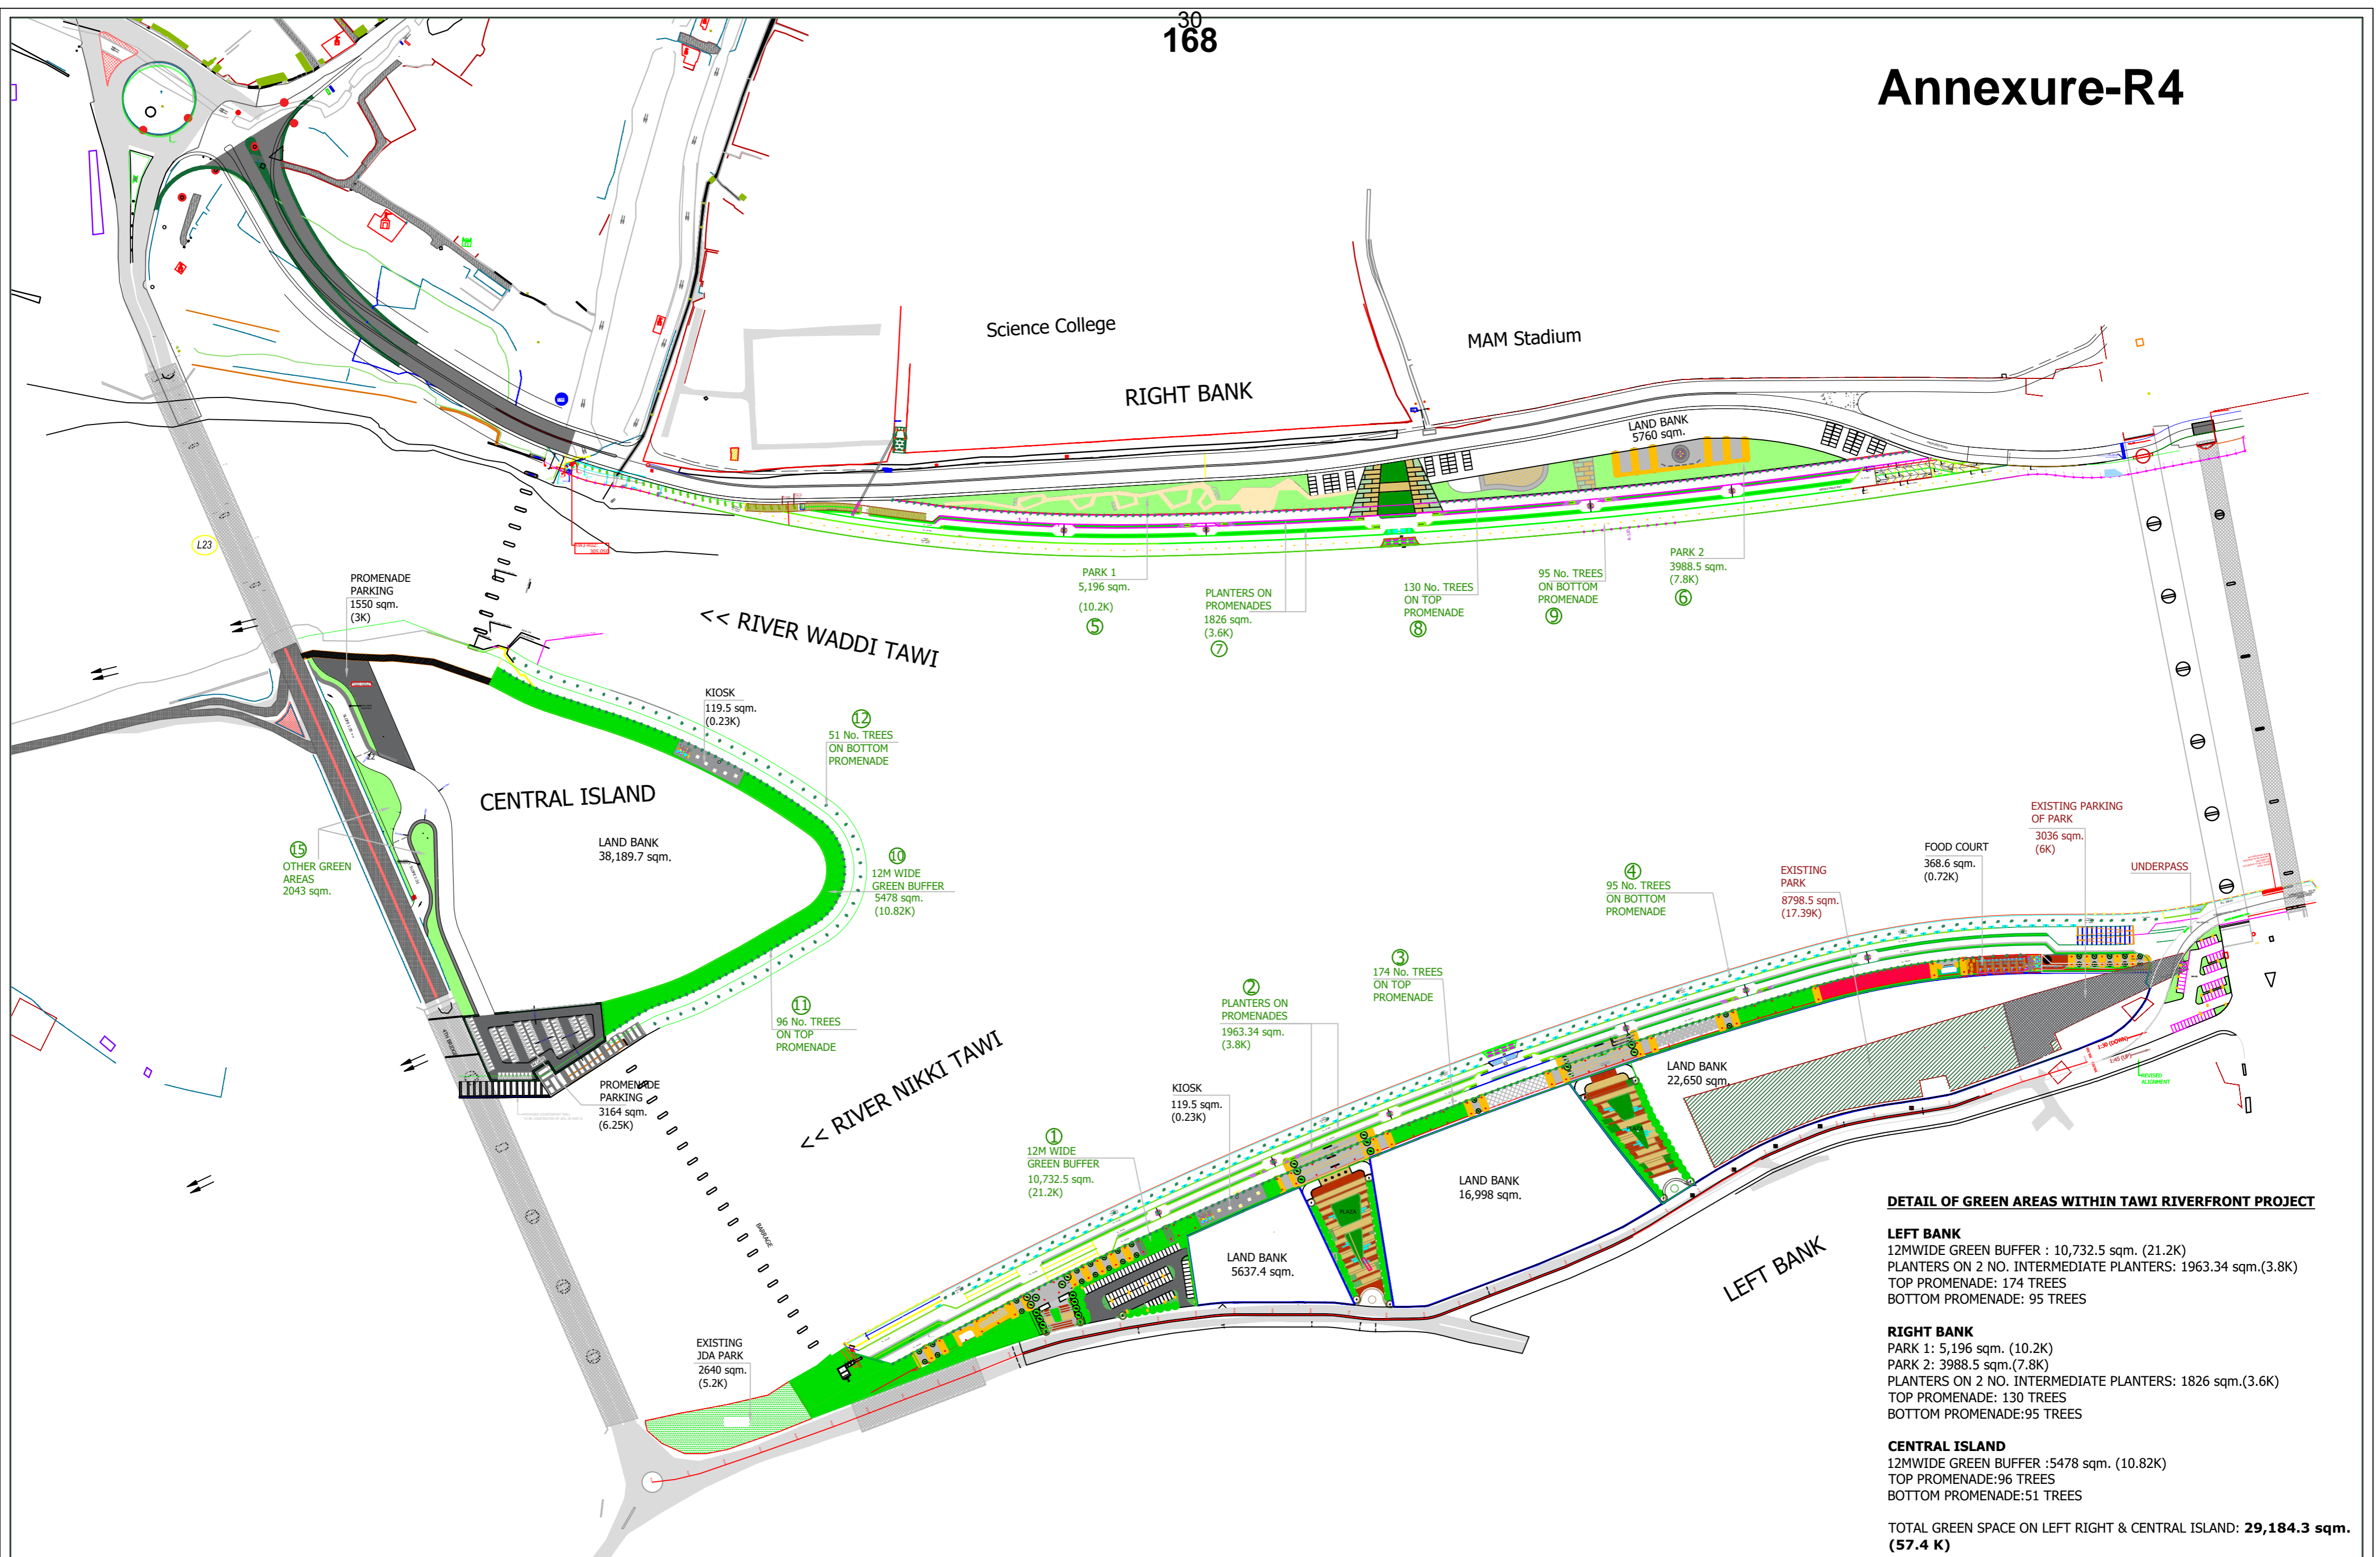 30
168
Annexure-R4
Science College
MAM Stadium
RIGHT BANK
LAND BANK
5760 sqm.
L23
PROMENADE
PARKING
1550 sqm.
(3K)
<< RIVER WADDI TAWI
PARK 1
5,196 sqm.
(10.2K)
5
PLANTERS ON
PROMENADES
1826 sqm.
(3.6K)
7
130 No. TREES
ON TOP
PROMENADE
8
95 No. TREES
ON BOTTOM
PROMENADE
9
PARK 2
3988.5 sqm.
(7.8K)
6
KIOSK
119.5 sqm.
(0.23K)
12
51 No. TREES
ON BOTTOM
PROMENADE
CENTRAL ISLAND
LAND BANK
38,189.7 sqm.
15
OTHER GREEN
AREAS
2043 sqm.
10
12M WIDE
GREEN BUFFER
5478 sqm.
(10.82K)
11
96 No. TREES
ON TOP
PROMENADE
4TH BRIDGE
PROMENADE
PARKING
3164 sqm.
(6.25K)
<< RIVER NIKKI TAWI
BARRAGE
EXISTING
JDA PARK
2640 sqm.
(5.2K)
1
12M WIDE
GREEN BUFFER
10,732.5 sqm.
(21.2K)
KIOSK
119.5 sqm.
(0.23K)
2
PLANTERS ON
PROMENADES
1963.34 sqm.
(3.8K)
3
174 No. TREES
ON TOP
PROMENADE
4
95 No. TREES
ON BOTTOM
PROMENADE
EXISTING
PARK
8798.5 sqm.
(17.39K)
FOOD COURT
368.6 sqm.
(0.72K)
EXISTING PARKING
OF PARK
3036 sqm.
(6K)
UNDERPASS
LAND BANK
22,650 sqm.
PLAZA
LAND BANK
16,998 sqm.
PLAZA
LAND BANK
5637.4 sqm.
1:30 (DOWN)
1:45 (UP)
REVISED
ALIGNMENT
LEFT BANK
DETAIL OF GREEN AREAS WITHIN TAWI RIVERFRONT PROJECT
LEFT BANK
12MWIDE GREEN BUFFER : 10,732.5 sqm. (21.2K)
PLANTERS ON 2 NO. INTERMEDIATE PLANTERS: 1963.34 sqm.(3.8K)
TOP PROMENADE: 174 TREES
BOTTOM PROMENADE: 95 TREES
RIGHT BANK
PARK 1: 5,196 sqm. (10.2K)
PARK 2: 3988.5 sqm.(7.8K)
PLANTERS ON 2 NO. INTERMEDIATE PLANTERS: 1826 sqm.(3.6K)
TOP PROMENADE: 130 TREES
BOTTOM PROMENADE:95 TREES
CENTRAL ISLAND
12MWIDE GREEN BUFFER :5478 sqm. (10.82K)
TOP PROMENADE:96 TREES
BOTTOM PROMENADE:51 TREES
TOTAL GREEN SPACE ON LEFT RIGHT & CENTRAL ISLAND: 29,184.3 sqm.
(57.4 K)